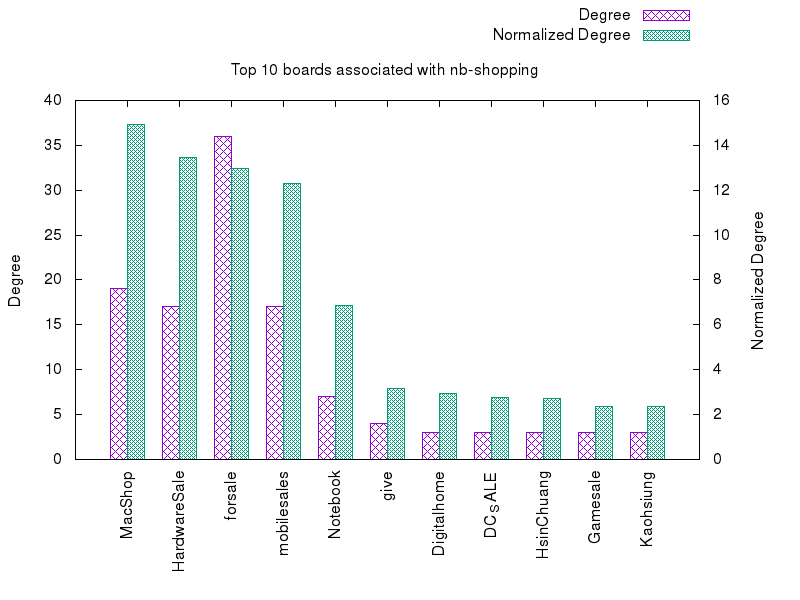 Degree
Normalized Degree
Top 10 boards associated with nb-shopping
40
35
30
25
20
15
10
5
0
16
14
12
10
8
6
4
2
0
Degree
Normalized Degree
MacShop
HardwareSale
forsale
mobilesales
Notebook
give
Digitalhome
DCSALE
HsinChuang
Gamesale
Kaohsiung